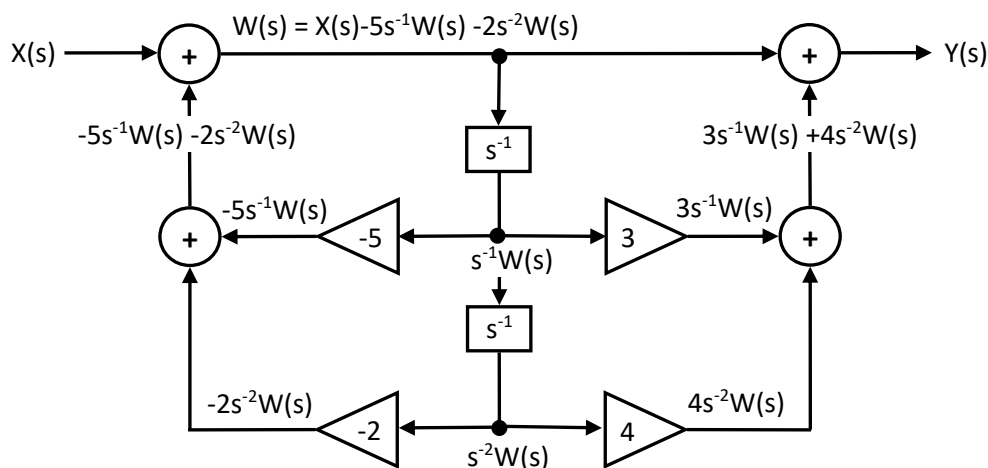 W(s) = X(s)-5s⁻¹W(s) -2s⁻²W(s)
X(s)
+
+
Y(s)
-5s⁻¹W(s) -2s⁻²W(s)
s⁻¹
3s⁻¹W(s) +4s⁻²W(s)
-5s⁻¹W(s)
3s⁻¹W(s)
+
-5
3
+
s⁻¹W(s)
s⁻¹
-2s⁻²W(s)
4s⁻²W(s)
-2
4
s⁻²W(s)